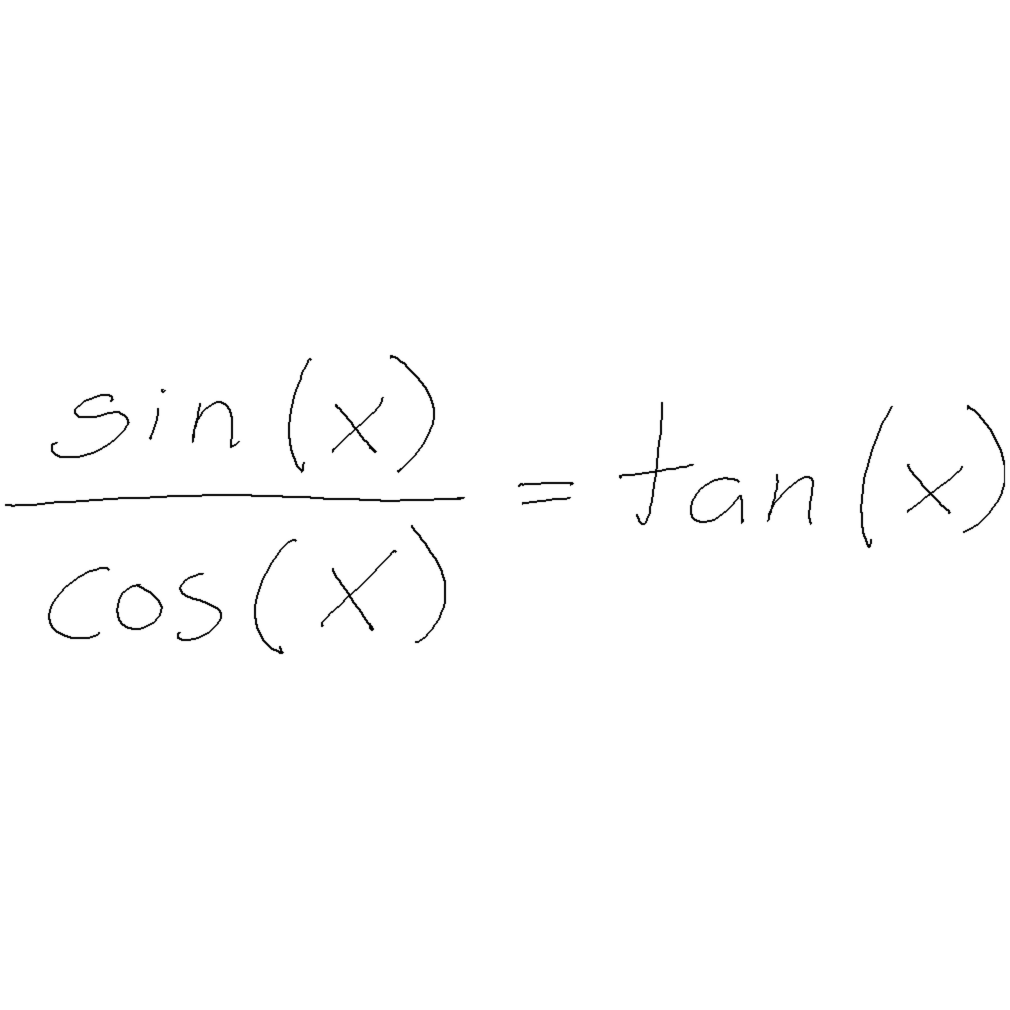 sin(x)
cos(x)
= tan(x)